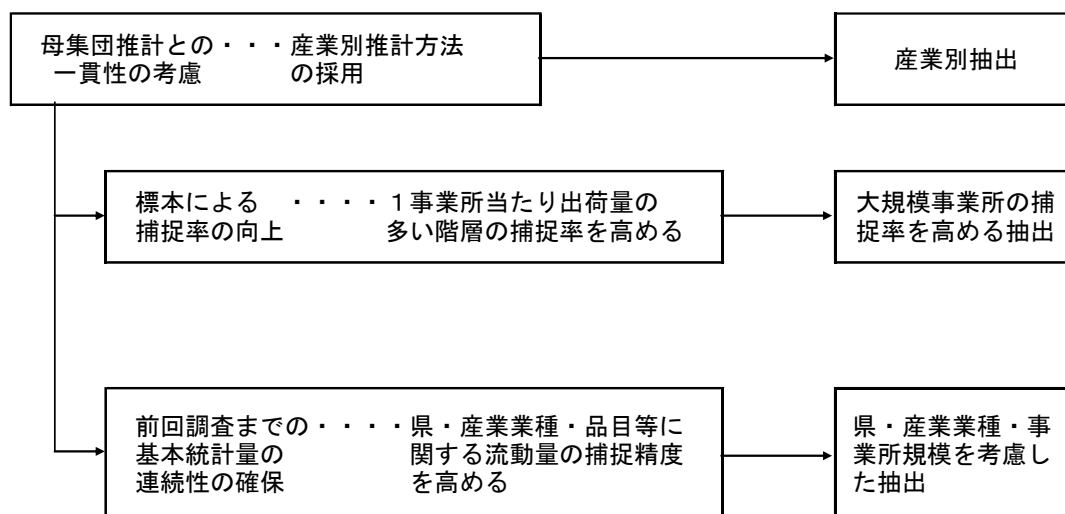 母集団推計との・・・産業別推計方法
一貫性の考慮　　　の採用
産業別抽出
標本による　・・・・１事業所当たり出荷量の
捕捉率の向上　　　　多い階層の捕捉率を高める
大規模事業所の捕
捉率を高める抽出
前回調査までの・・・・県・産業業種・品目等に
基本統計量の　　　　　関する流動量の捕捉精度
連続性の確保　　　　　を高める
県・産業業種・事
業所規模を考慮し
た抽出